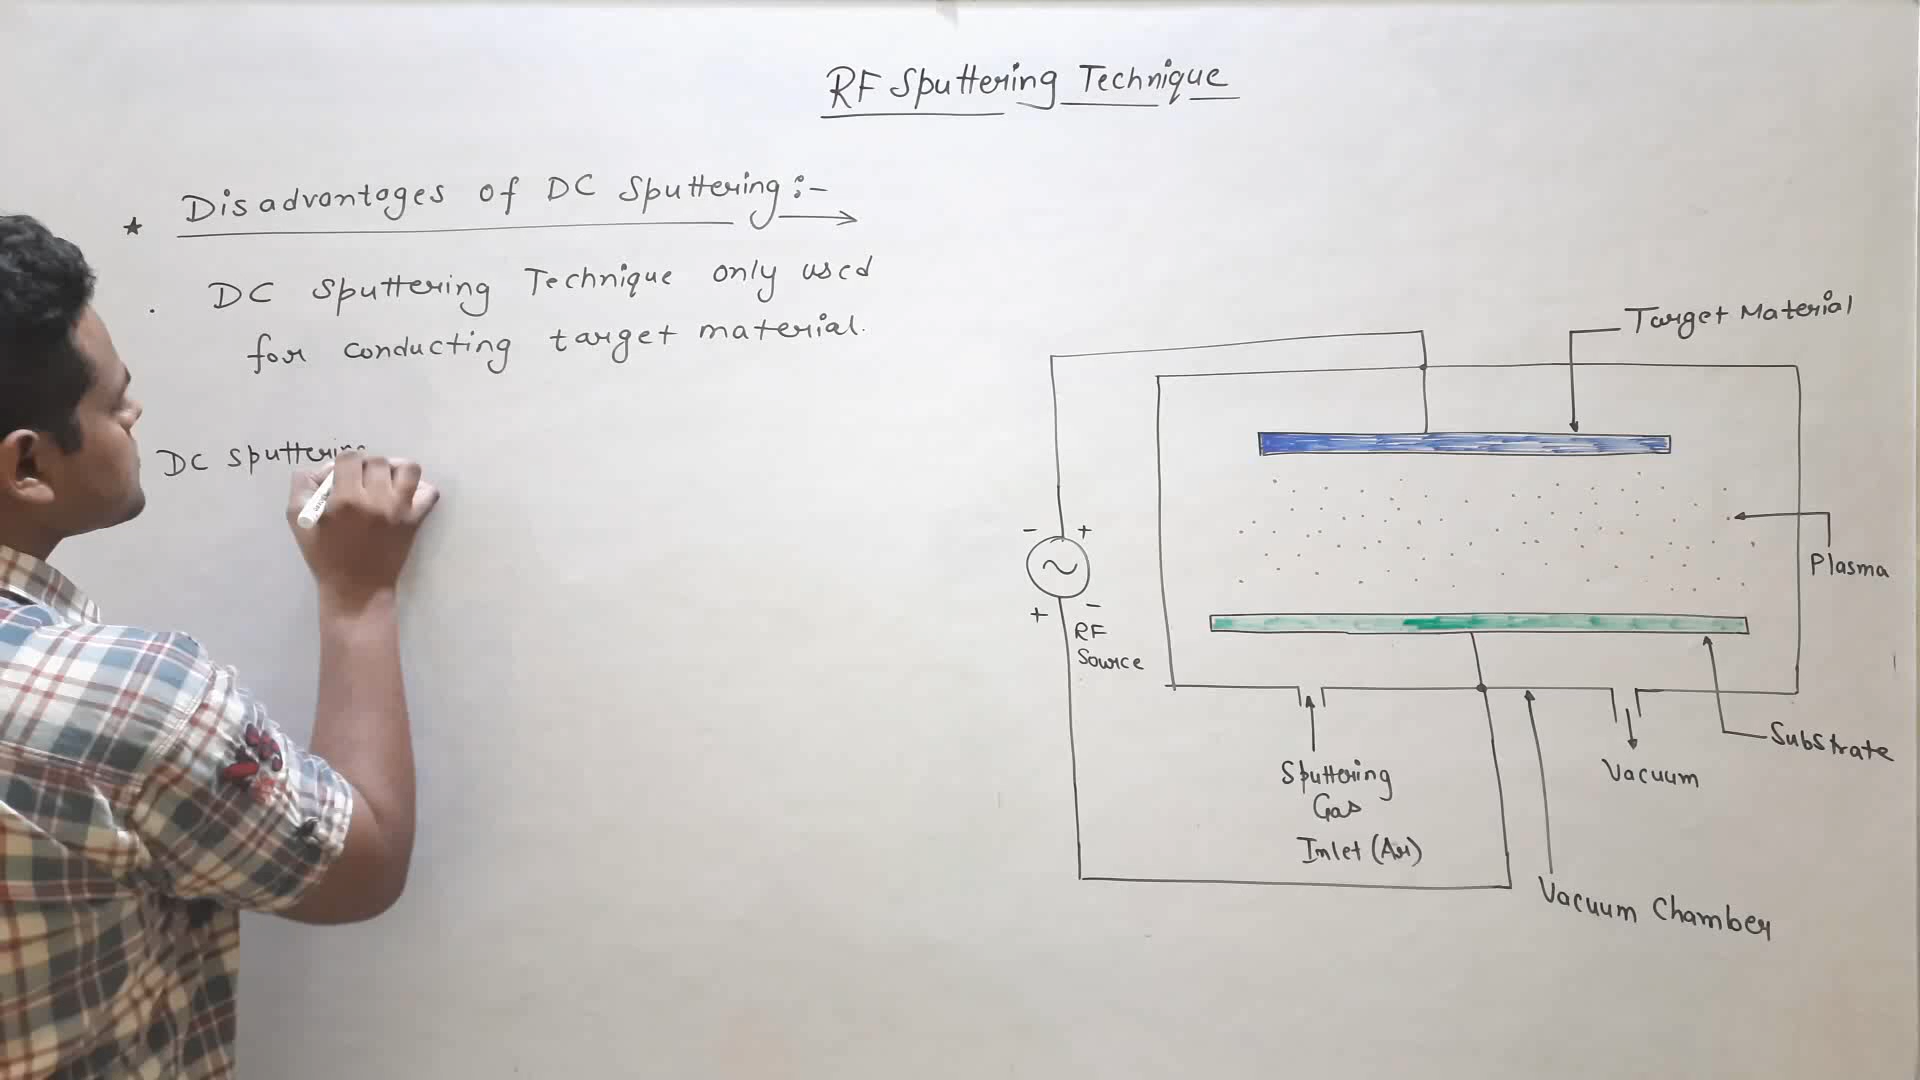 RF Sputtering Technique
★ Disadvantages of DC Sputtering :-
. DC Sputtering Technique only used
for conducting target material.
DC Sputtering
Target Material
- +
+ -
RF
Source
Plasma
Substrate
Vacuum
Sputtering
Gas
Inlet (Ar)
Vacuum Chamber